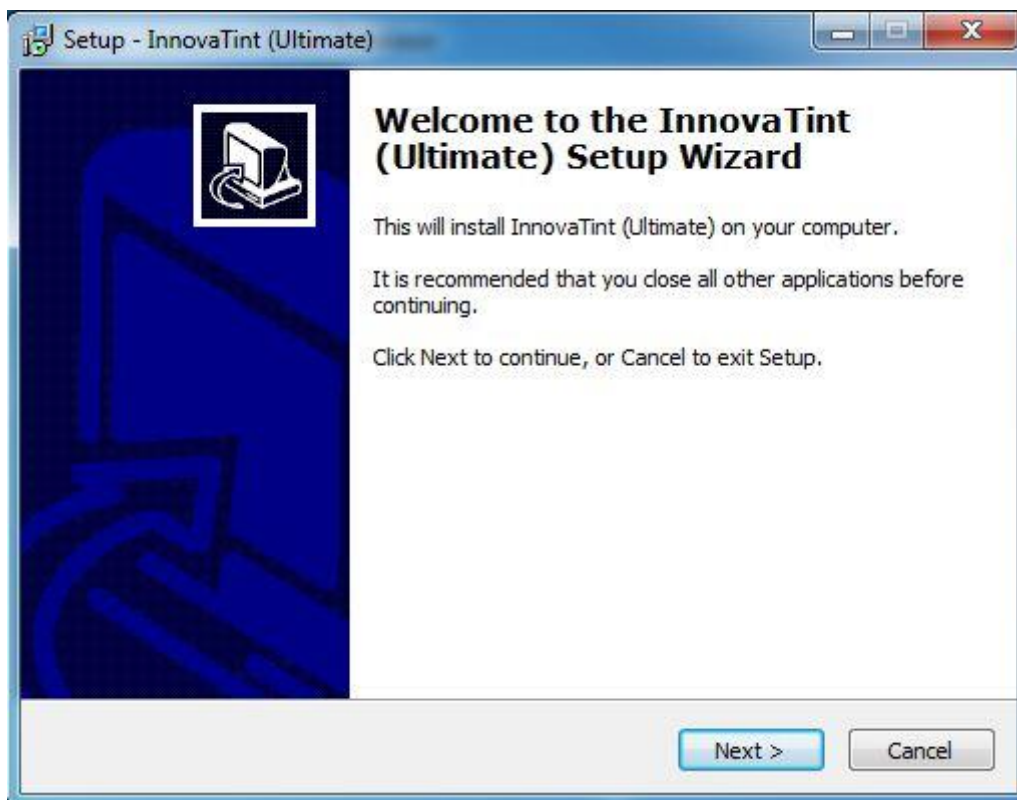 Setup - InnovaTint (Ultimate)
Welcome to the InnovaTint
(Ultimate) Setup Wizard
This will install InnovaTint (Ultimate) on your computer.
It is recommended that you close all other applications before
continuing.
Click Next to continue, or Cancel to exit Setup.
Next >
Cancel